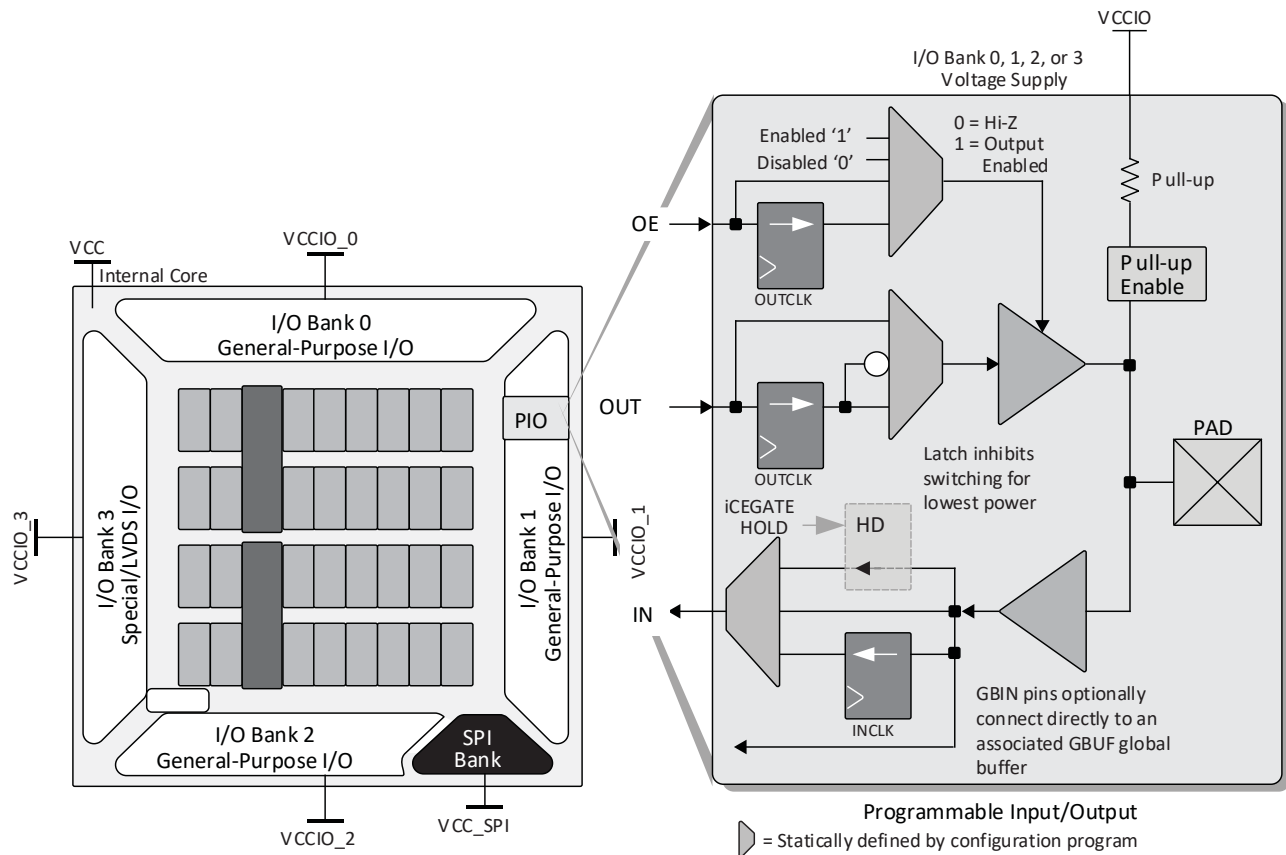 VCCIO
I/O Bank 0, 1, 2, or 3
Voltage Supply
Enabled ‘1’
Disabled ‘0’
0 = Hi-Z
1 = Output
Enabled
Pull-up
OE
OUTCLK
Pull-up
Enable
VCC
VCCIO_0
Internal Core
I/O Bank 0
General-Purpose I/O
PIO
OUT
OUTCLK
PAD
Latch inhibits
switching for
lowest power
iCEGATE
HOLD
HD
VCCIO_3
I/O Bank 3
Special/LVDS I/O
I/O Bank 1
General-Purpose I/O
VCCIO_1
IN
INCLK
GBIN pins optionally
connect directly to an
associated GBUF global
buffer
I/O Bank 2
General-Purpose I/O
SPI
Bank
VCCIO_2
VCC_SPI
Programmable Input/Output
= Statically defined by configuration program